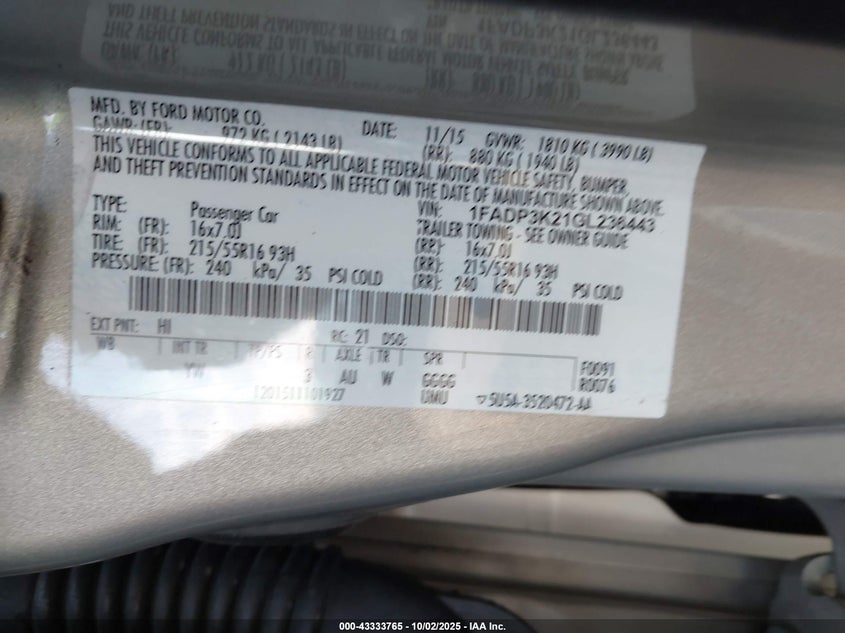 MFD. BY FORD MOTOR CO.
DATE: 11/15 GVWR: 1810 KG ( 3990 LB)
GAWR: (FR): 972 KG ( 2143 LB) (RR): 880 KG ( 1940 LB)
THIS VEHICLE CONFORMS TO ALL APPLICABLE FEDERAL MOTOR VEHICLE SAFETY, BUMPER,
AND THEFT PREVENTION STANDARDS IN EFFECT ON THE DATE OF MANUFACTURE SHOWN ABOVE.
VIN: 1FADP3K21GL238443
TYPE: Passenger Car TRAILER TOWING - SEE OWNER GUIDE
RIM: (FR): 16x7.0J (RR): 16x7.0J
TIRE: (FR): 215/55R16 93H (RR): 215/55R16 93H
PRESSURE: (FR): 240 kPa/ 35 PSI COLD (RR): 240 kPa/ 35 PSI COLD
EXT PNT: HI RC: 21 DSO:
WB INT TR TP/PS R AXLE TR SPR F0091
YW 3 AU W GGGG R0076
1201511101927 UMU ▽ 5U5A-3520472-AA
000-43333765 - 10/02/2025 - IAA Inc.